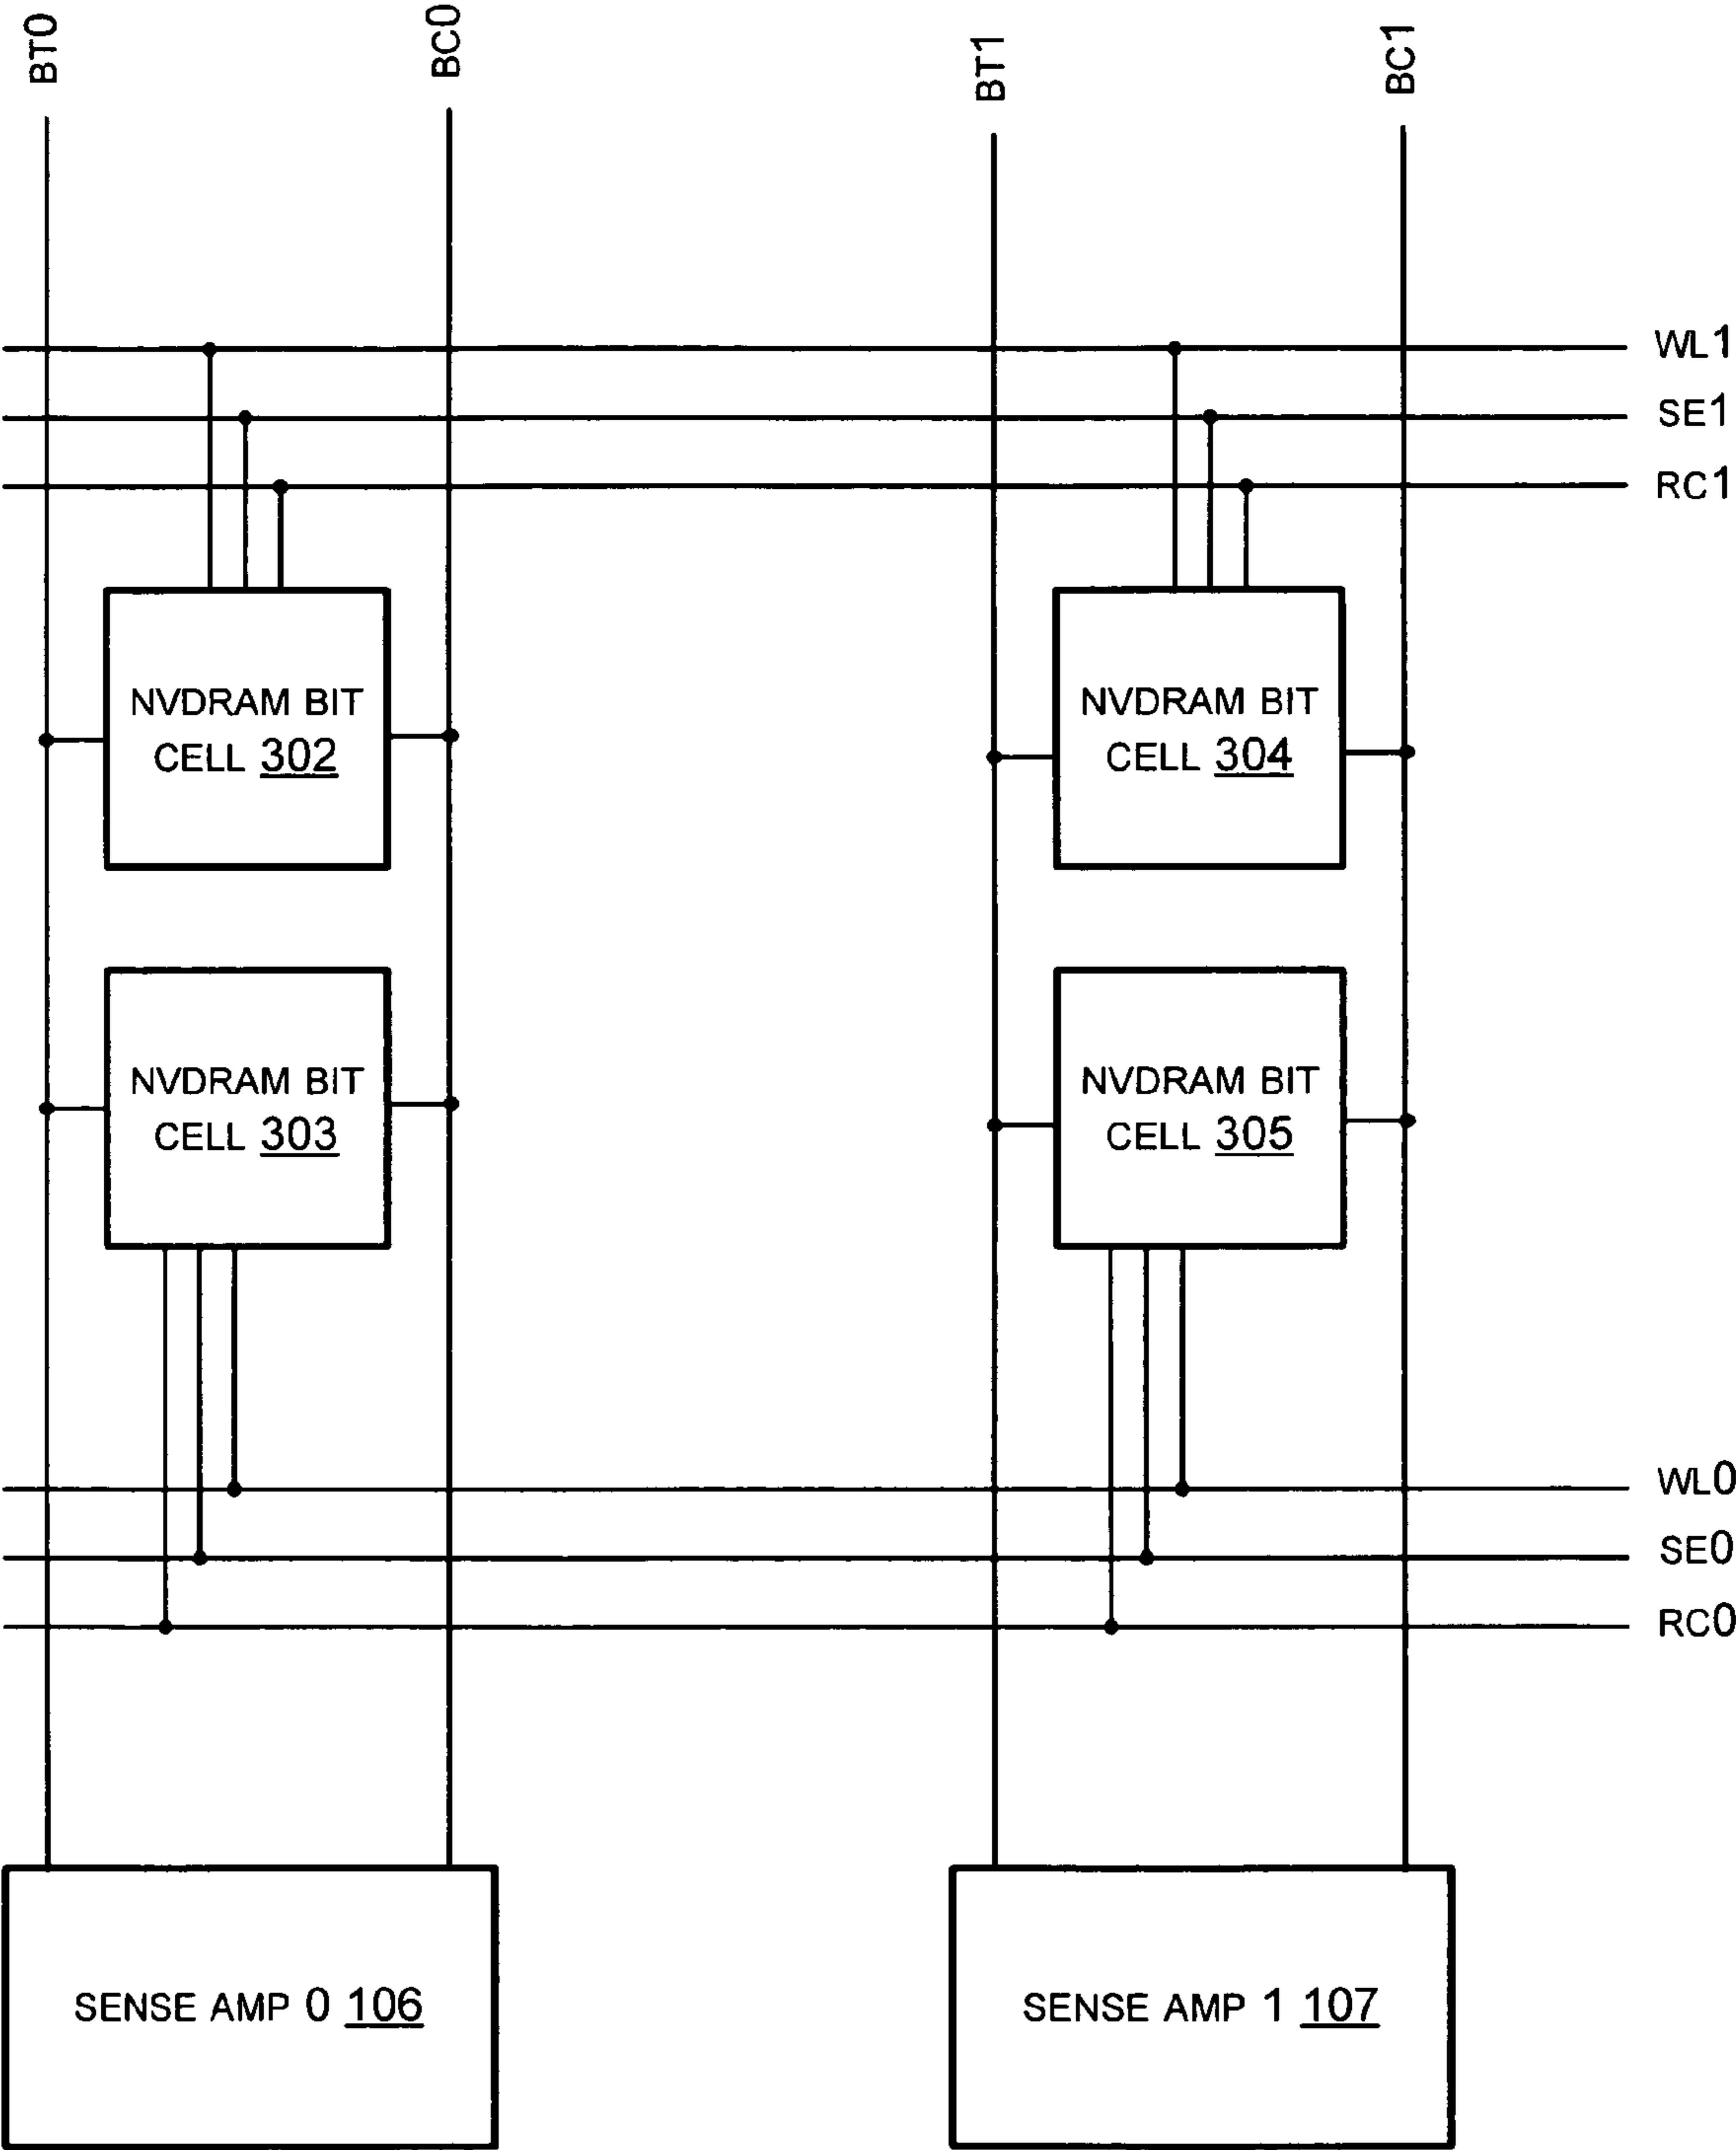 BT0
BC0
BT1
BC1
WL1
SE1
RC1
NVDRAM BIT
CELL 302
NVDRAM BIT
CELL 304
NVDRAM BIT
CELL 303
NVDRAM BIT
CELL 305
WL0
SE0
RC0
SENSE AMP 0 106
SENSE AMP 1 107